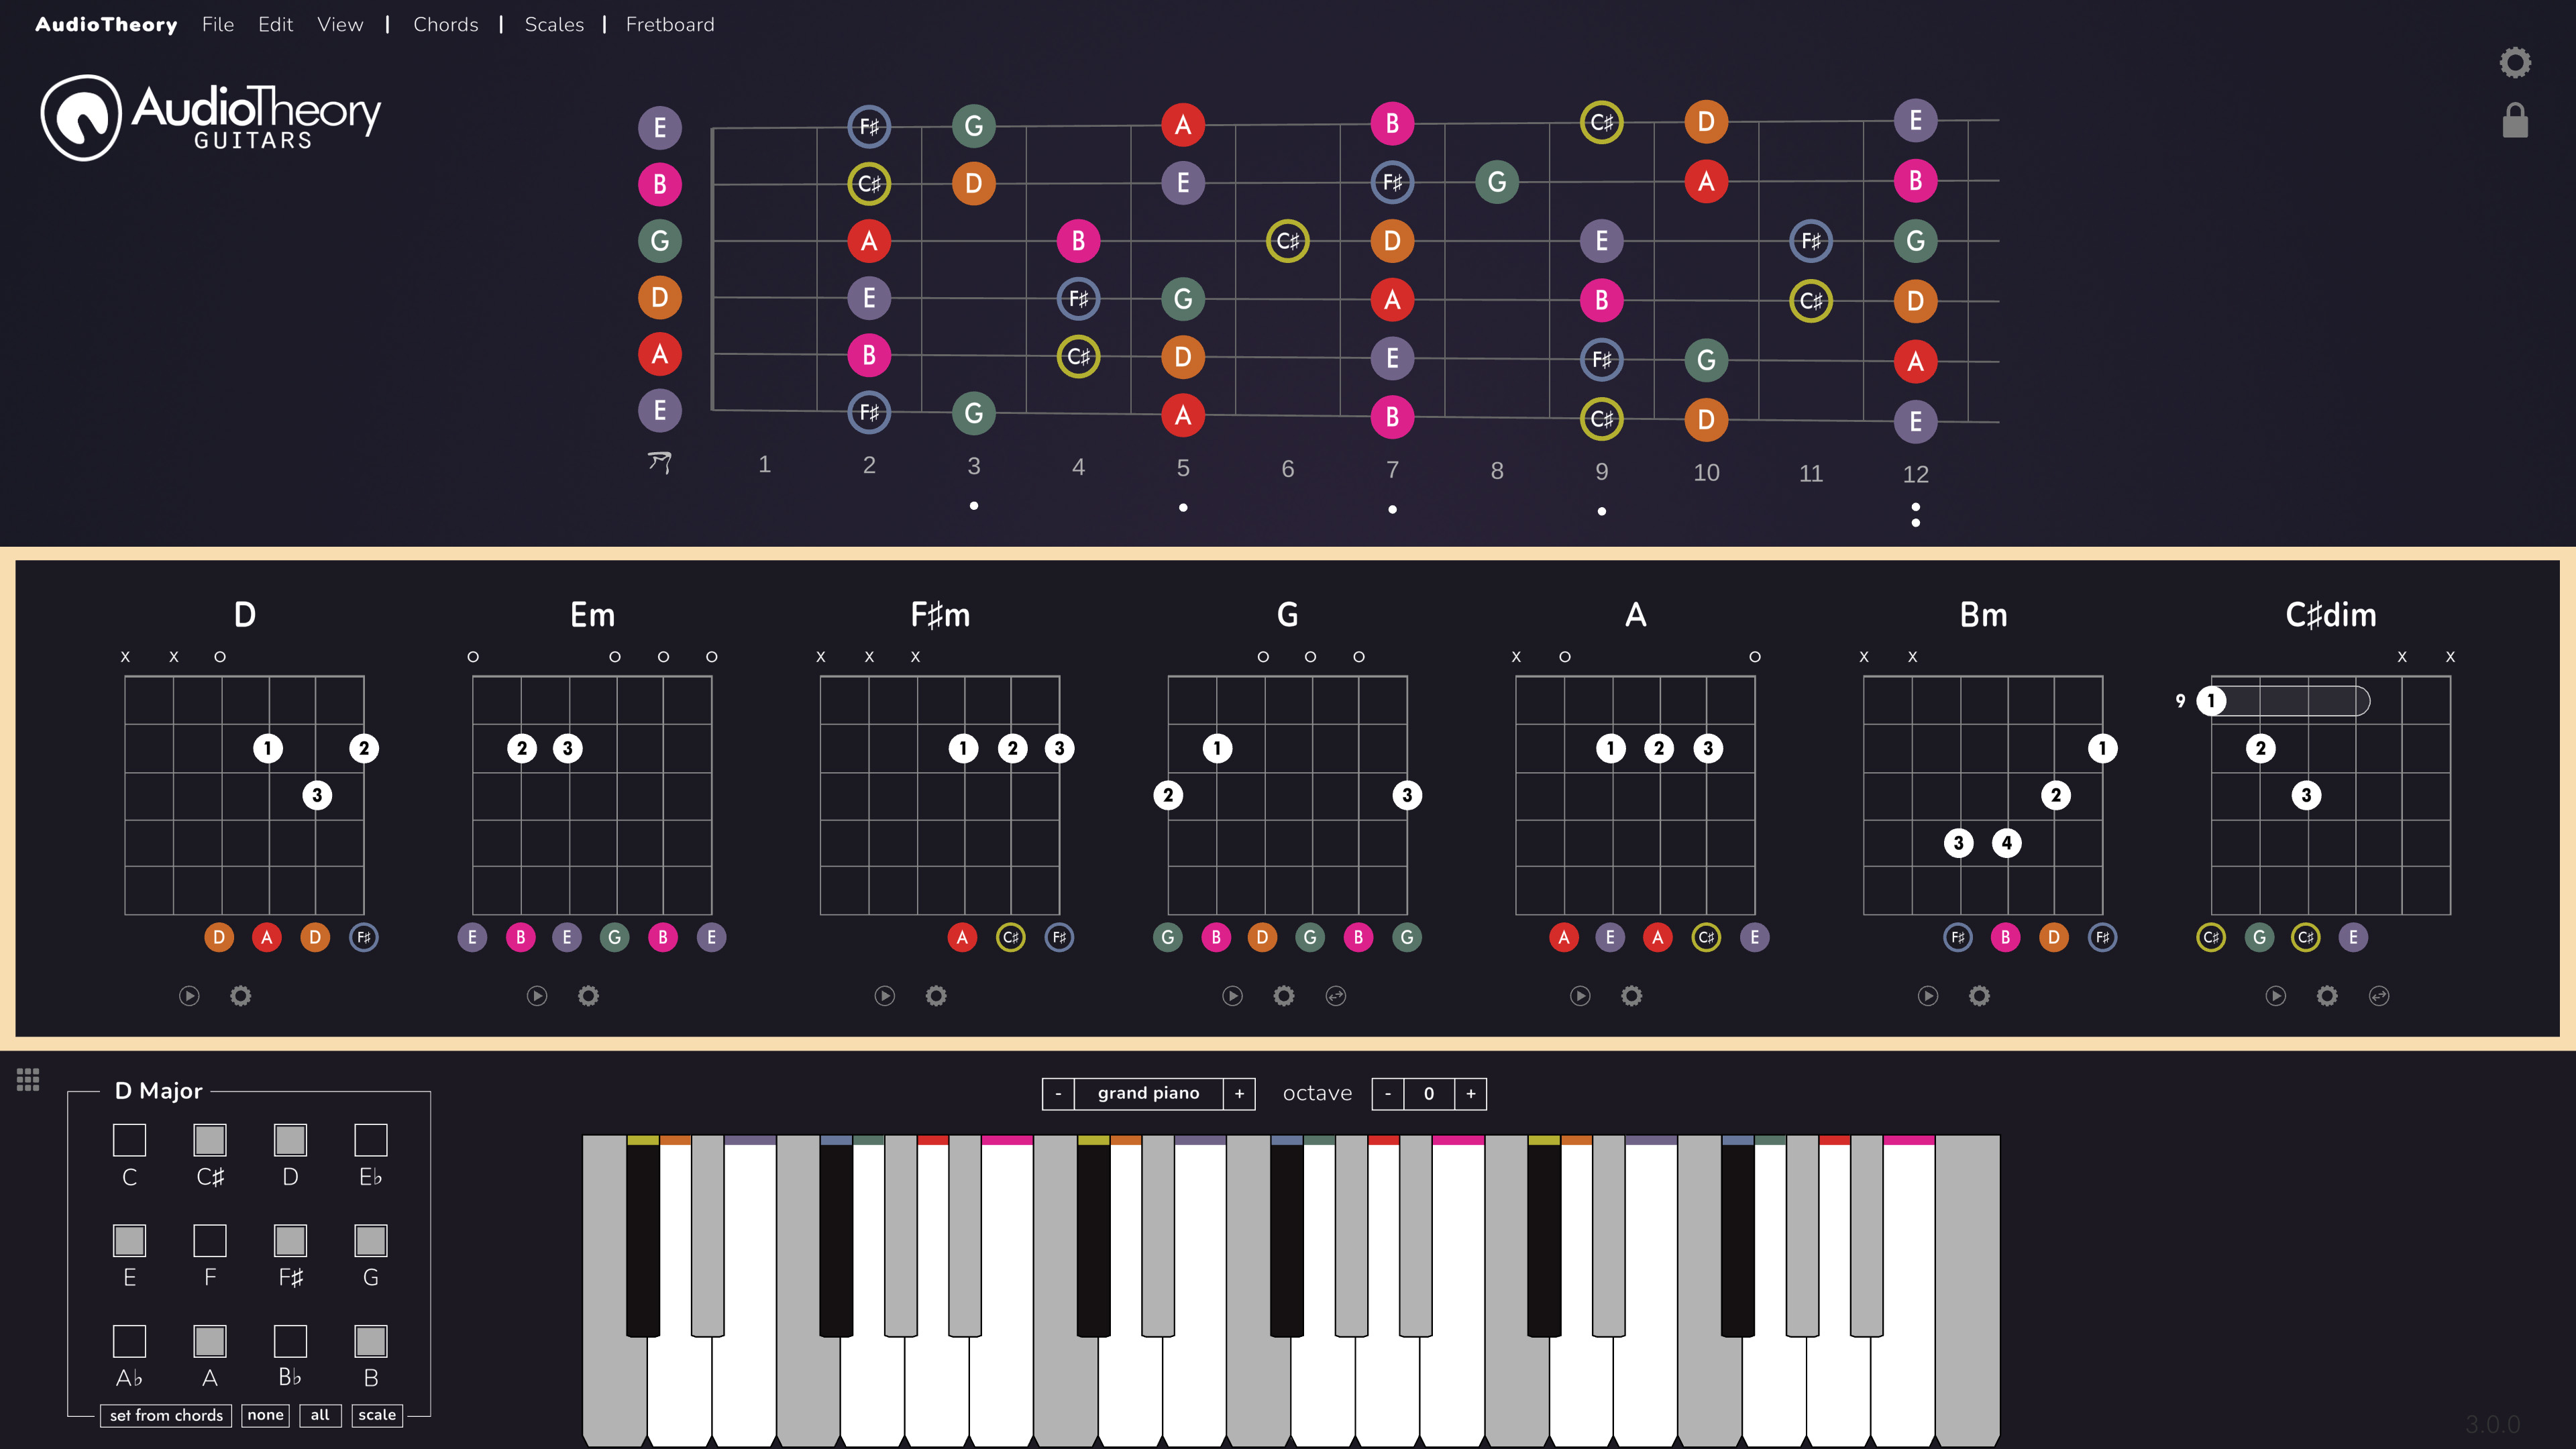 AudioTheory File Edit View | Chords | Scales | Fretboard
AudioTheory
GUITARS
E F♯ G A B C♯ D E
B C♯ D E F♯ G A B
G A B C♯ D E F♯ G
D E F♯ G A B C♯ D
A B C♯ D E F♯ G A
E F♯ G A B C♯ D E
1 2 3 4 5 6 7 8 9 10 11 12
D Em F♯m G A Bm C♯dim
x x o o o o o x x x o o o x o o x x x x
9 1
1 2 2 3 1 2 3 1 1 2 3 1 2
3 2 3 2 3
3 4
D A D F♯ E B E G B E A C♯ F♯ G B D G B G A E A C♯ E F♯ B D F♯ C♯ G C♯ E
D Major
C C♯ D E♭
E F F♯ G
A♭ A B♭ B
set from chords none all scale
- grand piano + octave - 0 +
3.0.0